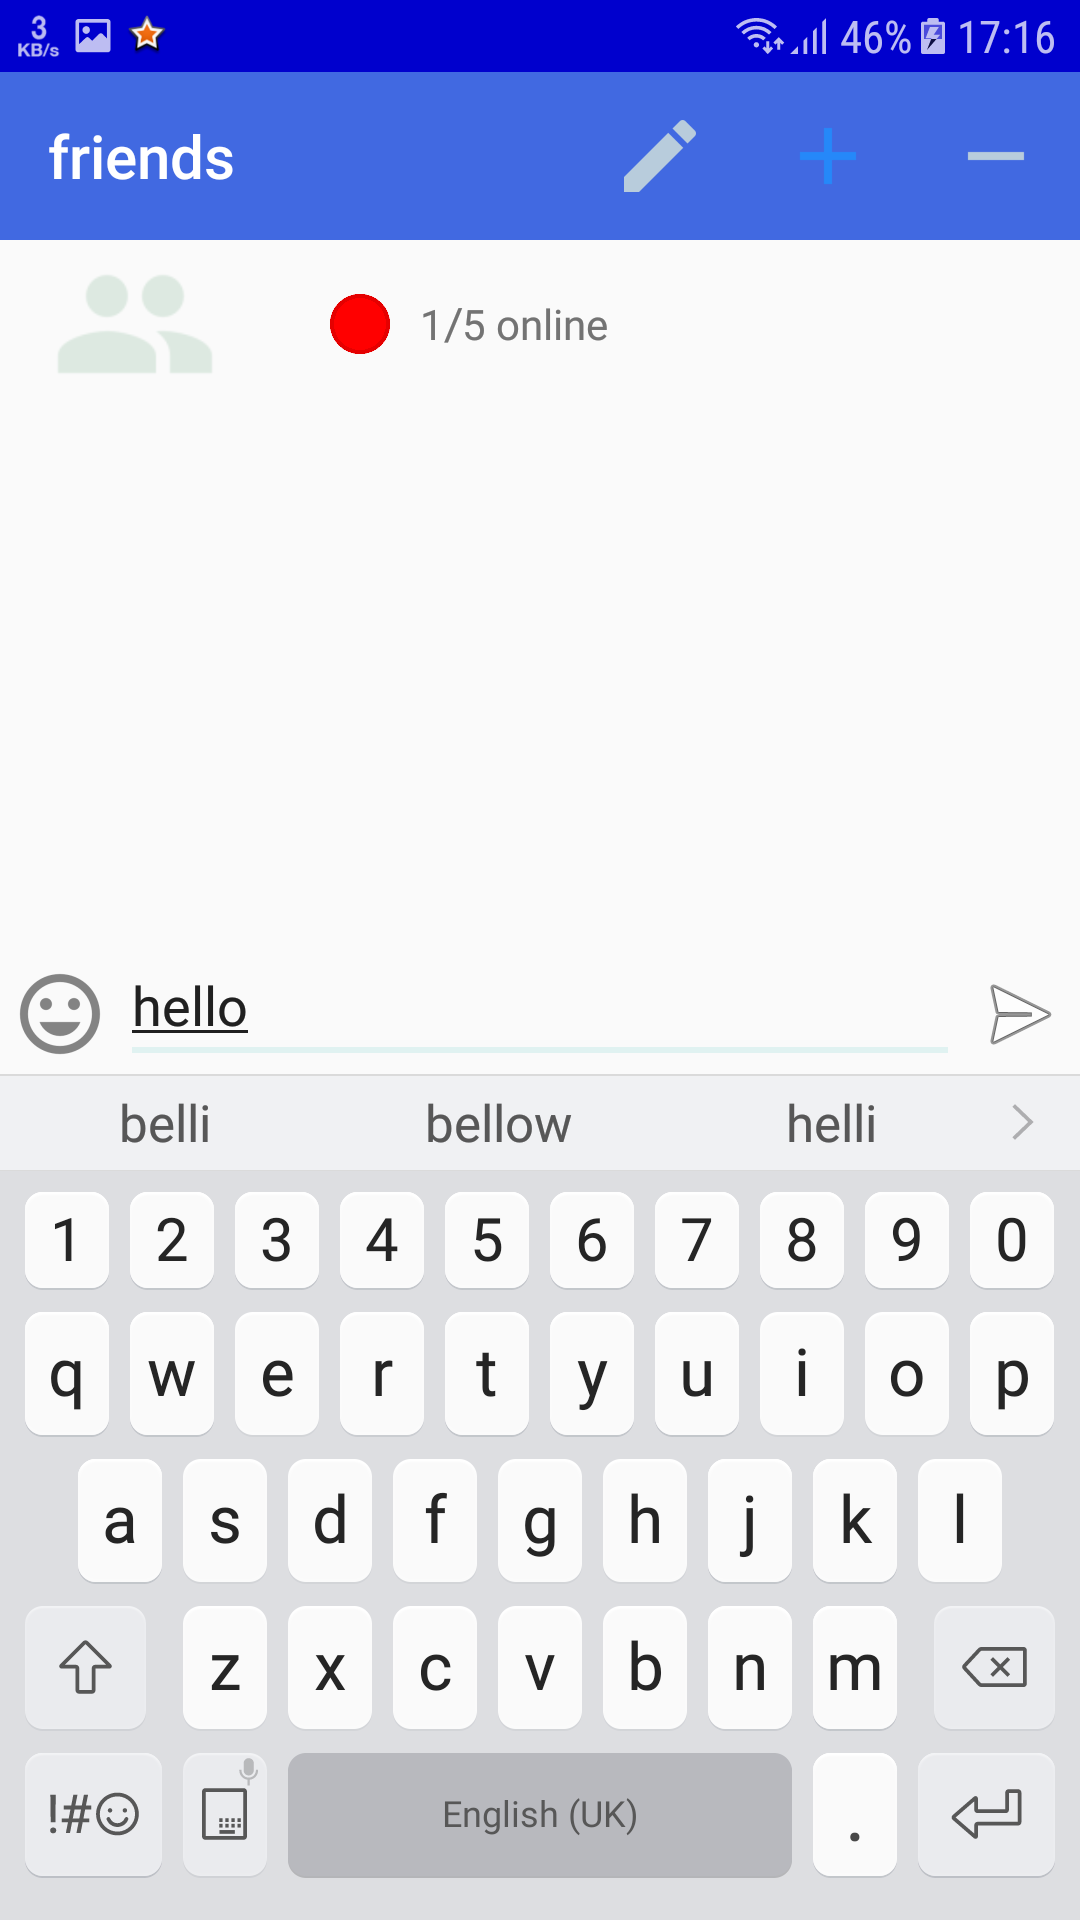 3 KB/s 46% 17:16
friends
1/5 online
hello
belli bellow helli
1 2 3 4 5 6 7 8 9 0
q w e r t y u i o p
a s d f g h j k l
z x c v b n m
!#☺ English (UK) .